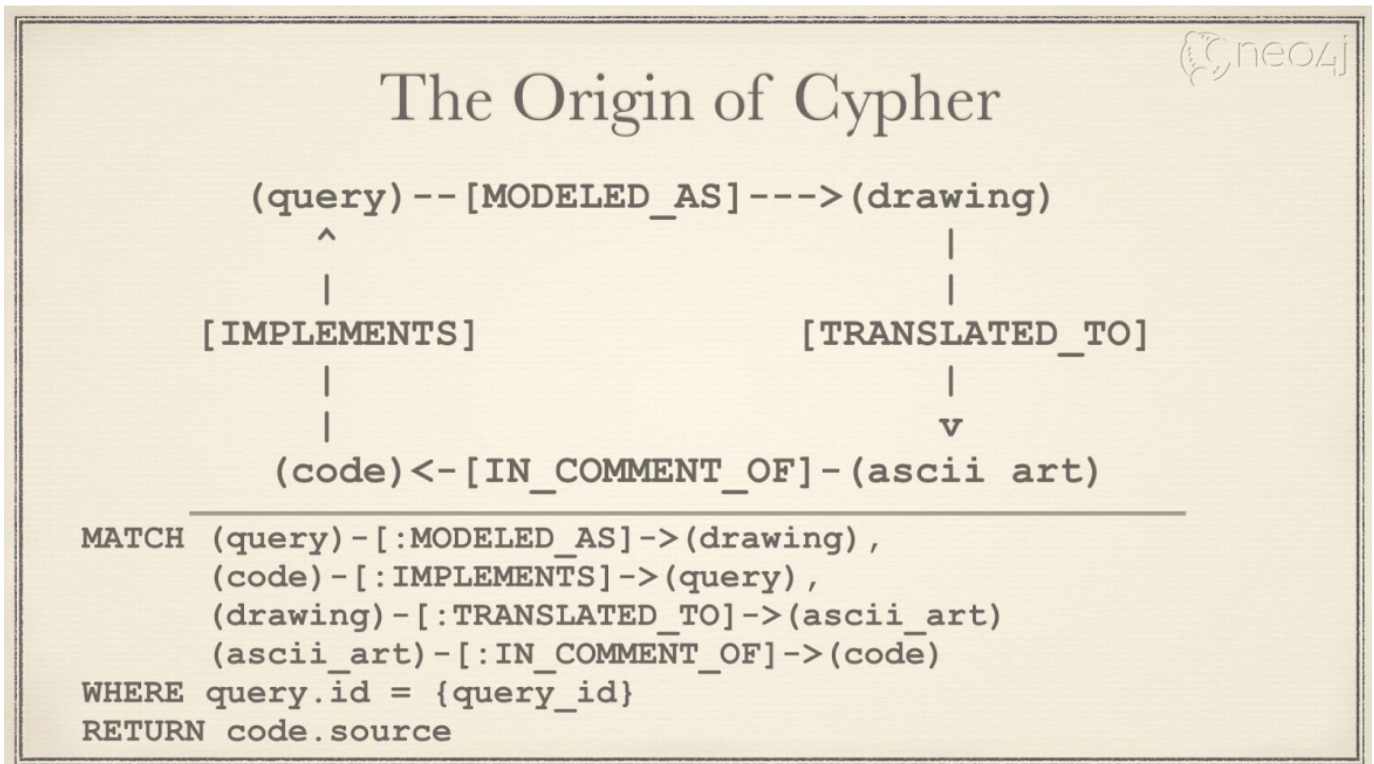 neo4j
The Origin of Cypher
(query)--[MODELED_AS]--->(drawing)
^ |
| |
[IMPLEMENTS] [TRANSLATED_TO]
| |
| v
(code)<-[IN_COMMENT_OF]-(ascii art)
MATCH (query)-[:MODELED_AS]->(drawing),
(code)-[:IMPLEMENTS]->(query),
(drawing)-[:TRANSLATED_TO]->(ascii_art)
(ascii_art)-[:IN_COMMENT_OF]->(code)
WHERE query.id = {query_id}
RETURN code.source